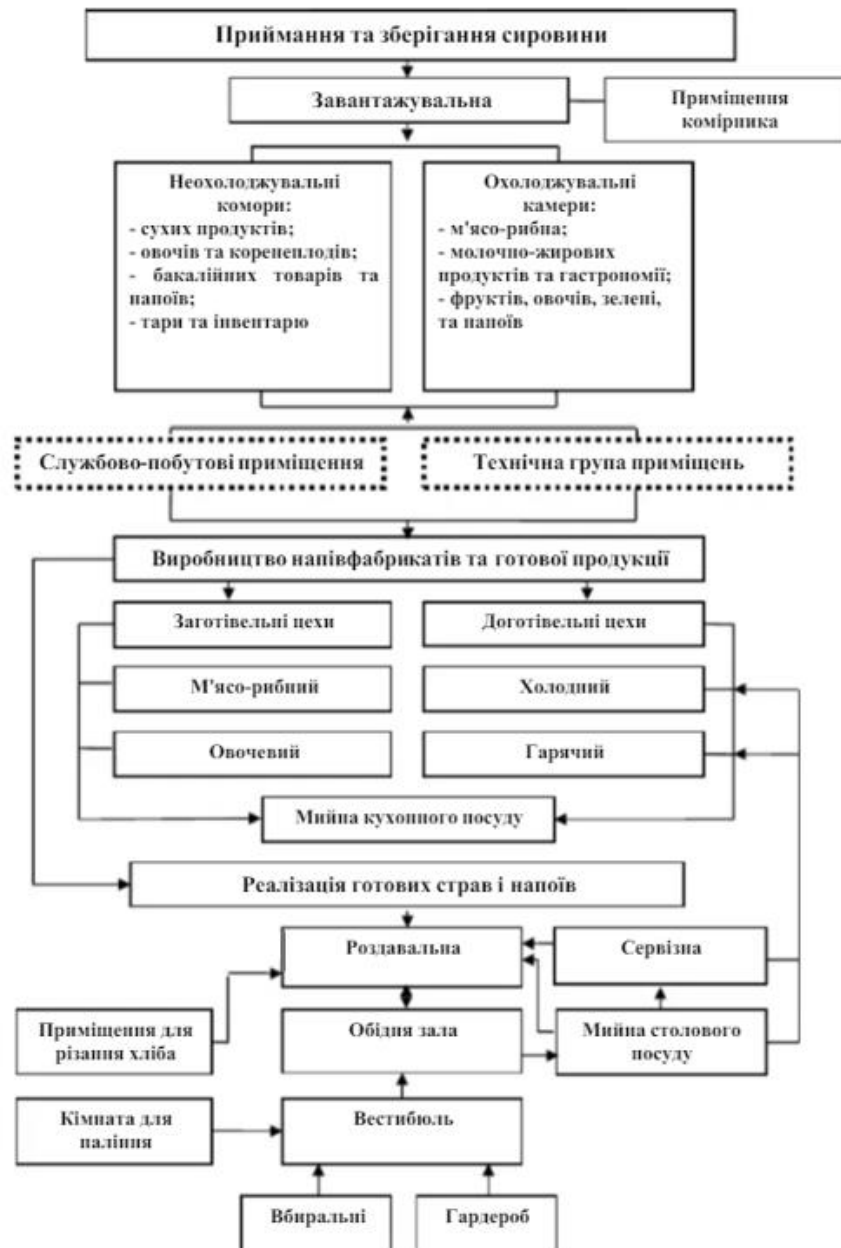 Приймання та зберігання сировини
Завантажувальна
Приміщення
комірника
Неохолоджувальні
комори:
- сухих продуктів;
- овочів та коренеплодів;
- бакалійних товарів та
напоїв;
- тари та інвентарю
Охолоджувальні
камери:
- м'ясо-рибна;
- молочно-жирових
продуктів та гастрономії;
- фруктів, овочів, зелені,
та напоїв
Службово-побутові приміщення
Технічна група приміщень
Виробництво напівфабрикатів та готової продукції
Заготівельні цехи
Доготівельні цехи
М'ясо-рибний
Холодний
Овочевий
Гарячий
Мийна кухонного посуду
Реалізація готових страв і напоїв
Роздавальна
Сервізна
Приміщення для
різання хліба
Обідня зала
Мийна столового
посуду
Кімната для
паління
Вестибюль
Вбиральні
Гардероб